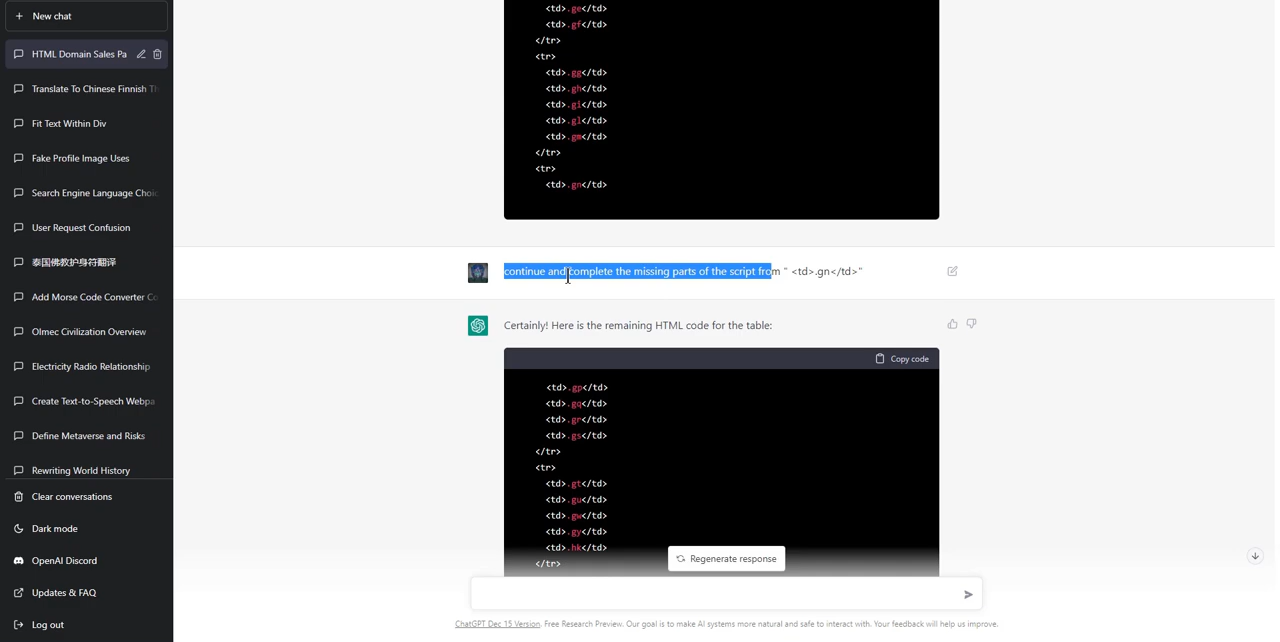 New chat
HTML Domain Sales Pa
Translate To Chinese Finnish Th
Fit Text Within Div
Fake Profile Image Uses
Search Engine Language Choic
User Request Confusion
泰国佛教护身符翻译
Add Morse Code Converter Co
Olmec Civilization Overview
Electricity Radio Relationship
Create Text-to-Speech Webpa
Define Metaverse and Risks
Rewriting World History
Clear conversations
Dark mode
OpenAI Discord
Updates & FAQ
Log out
<td>.ge</td>
<td>.gf</td>
</tr>
<tr>
<td>.gg</td>
<td>.gh</td>
<td>.gi</td>
<td>.gl</td>
<td>.gm</td>
</tr>
<tr>
<td>.gn</td>
continue and complete the missing parts of the script from " <td>.gn</td>"
Certainly! Here is the remaining HTML code for the table:
Copy code
<td>.gp</td>
<td>.gq</td>
<td>.gr</td>
<td>.gs</td>
</tr>
<tr>
<td>.gt</td>
<td>.gu</td>
<td>.gw</td>
<td>.gy</td>
<td>.hk</td>
</tr>
Regenerate response
ChatGPT Dec 15 Version. Free Research Preview. Our goal is to make AI systems more natural and safe to interact with. Your feedback will help us improve.